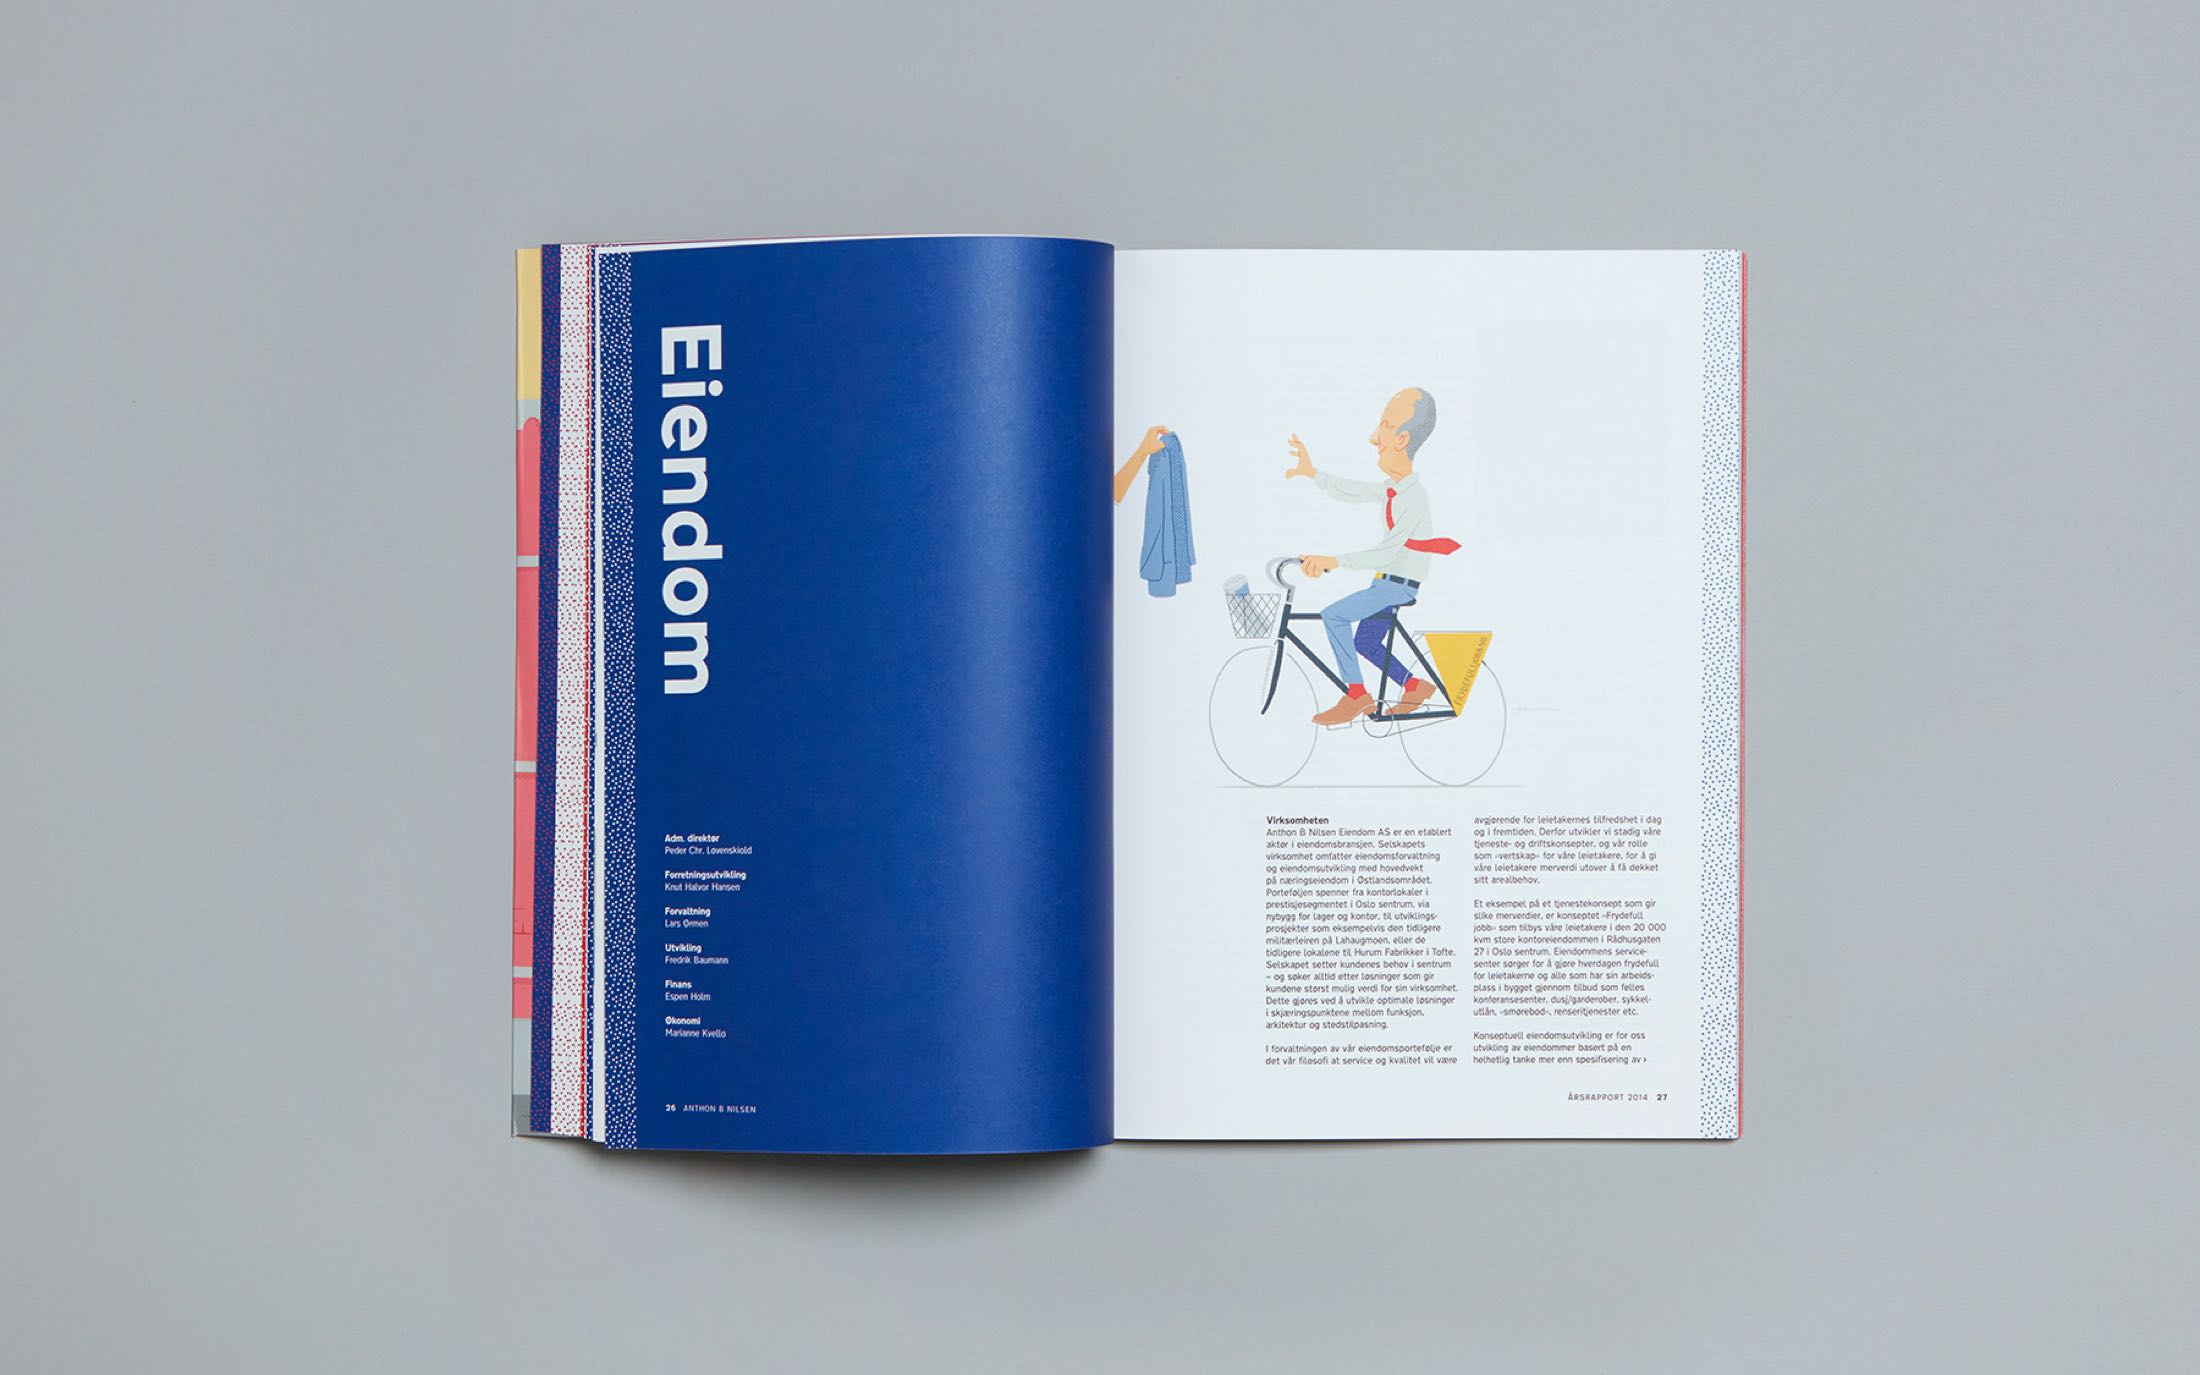 Eiendom
Adm. direktør
Peder Chr. Løvenskiold
Forretningsutvikling
Knut Halvor Hansen
Forvaltning
Lars Ormen
Utvikling
Fredrik Baumann
Finans
Espen Holm
Økonomi
Marianne Kvello
26 ANTHON B NILSEN
FRYDEFULLJOBB.NO
Virksomheten
Anthon B Nilsen Eiendom AS er en etablert
aktør i eiendomsbransjen. Selskapets
virksomhet omfatter eiendomsforvaltning
og eiendomsutvikling med hovedvekt
på næringseiendom i Østlandsområdet.
Porteføljen spenner fra kontorlokaler i
prestisjesegmentet i Oslo sentrum, via
nybygg for lager og kontor, til utviklings-
prosjekter som eksempelvis den tidligere
militærleiren på Lahaugmoen, eller de
tidligere lokalene til Hurum Fabrikker i Tofte.
Selskapet setter kundenes behov i sentrum
– og søker alltid etter løsninger som gir
kundene størst mulig verdi for sin virksomhet.
Dette gjøres ved å utvikle optimale løsninger
i skjæringspunktene mellom funksjon,
arkitektur og stedstilpasning.
I forvaltningen av vår eiendomsportefølje er
det vår filosofi at service og kvalitet vil være
avgjørende for leietakernes tilfredshet i dag
og i fremtiden. Derfor utvikler vi stadig våre
tjeneste- og driftskonsepter, og vår rolle
som «vertskap» for våre leietakere, for å gi
våre leietakere merverdi utover å få dekket
sitt arealbehov.
Et eksempel på et tjenestekonsept som gir
slike merverdier, er konseptet «Frydefull
jobb» som tilbys våre leietakere i den 20 000
kvm store kontoreiendommen i Rådhusgaten
27 i Oslo sentrum. Eiendommens service-
senter sørger for å gjøre hverdagen frydefull
for leietakerne og alle som har sin arbeids-
plass i bygget gjennom tilbud som felles
konferansesenter, dusj/garderober, sykkel-
utlån, «smørebod», renseritjenester etc.
Konseptuell eiendomsutvikling er for oss
utvikling av eiendommer basert på en
helhetlig tanke mer enn spesifisering av ›
ÅRSRAPPORT 2014 27